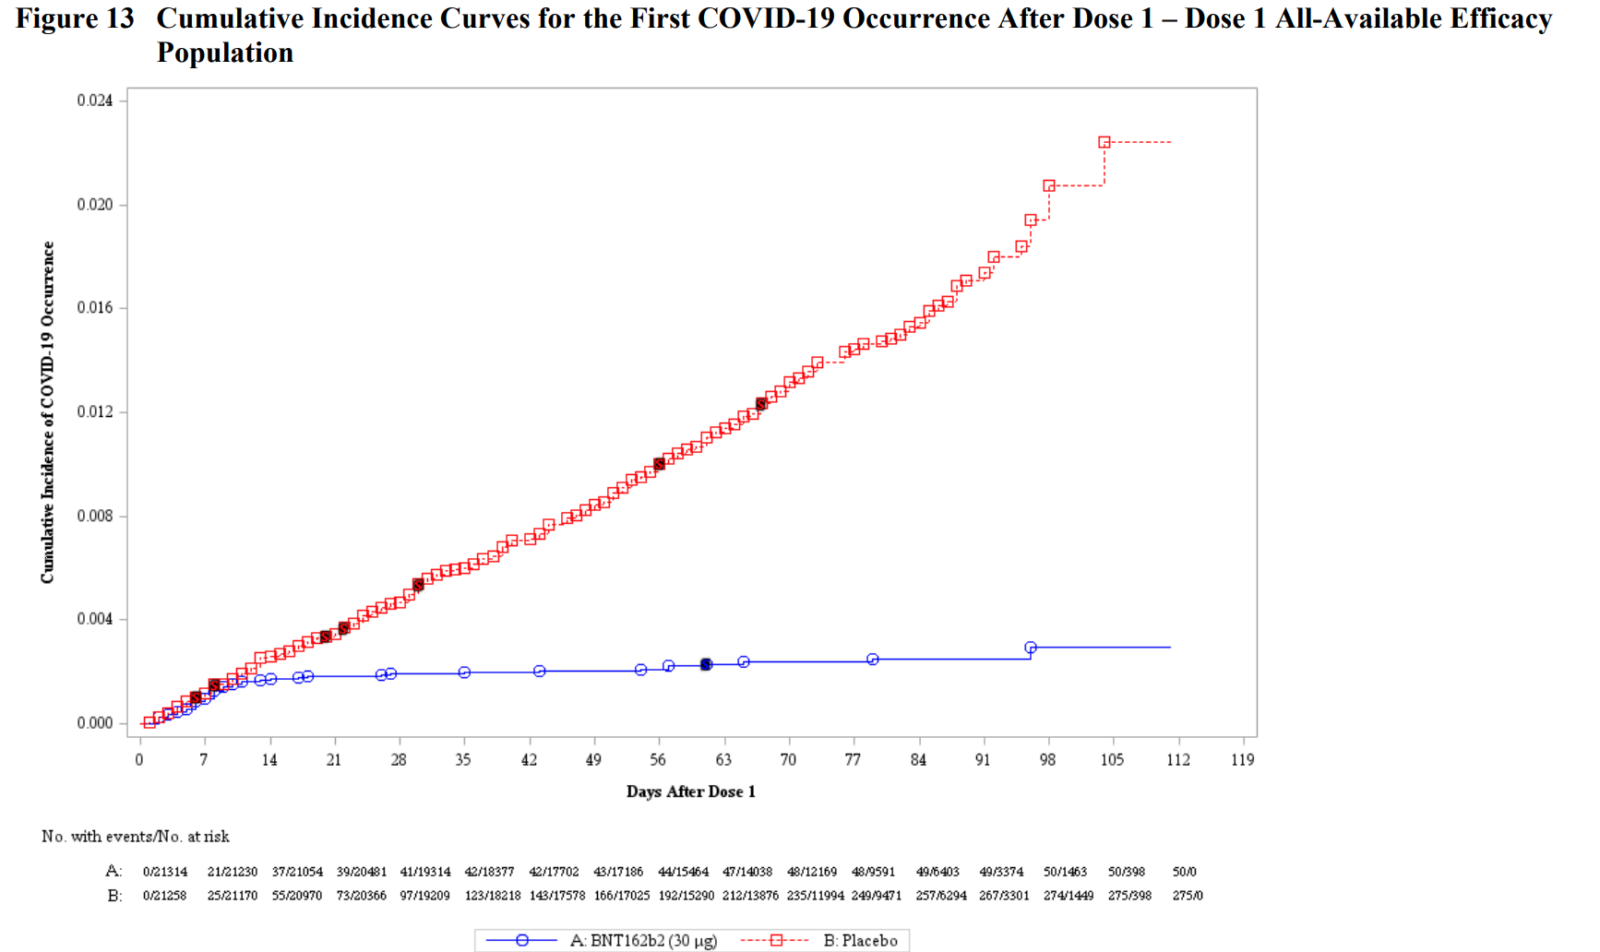 Figure 13 Cumulative Incidence Curves for the First COVID-19 Occurrence After Dose 1 – Dose 1 All-Available Efficacy
Population
0.024
0.020
0.016
0.012
0.008
0.004
0.000
Cumulative Incidence of COVID-19 Occurrence
0 7 14 21 28 35 42 49 56 63 70 77 84 91 98 105 112 119
Days After Dose 1
No. with events/No. at risk
A: 0/21314 21/21230 37/21054 39/20481 41/19314 42/18377 42/17702 43/17186 44/15464 47/14038 48/12169 48/9591 49/6403 49/3374 50/1463 50/398 50/0
B: 0/21258 25/21170 55/20970 73/20366 97/19209 123/18218 143/17578 166/17025 192/15290 212/13876 235/11994 249/9471 257/6294 267/3301 274/1449 275/398 275/0
A: BNT162b2 (30 μg) B: Placebo